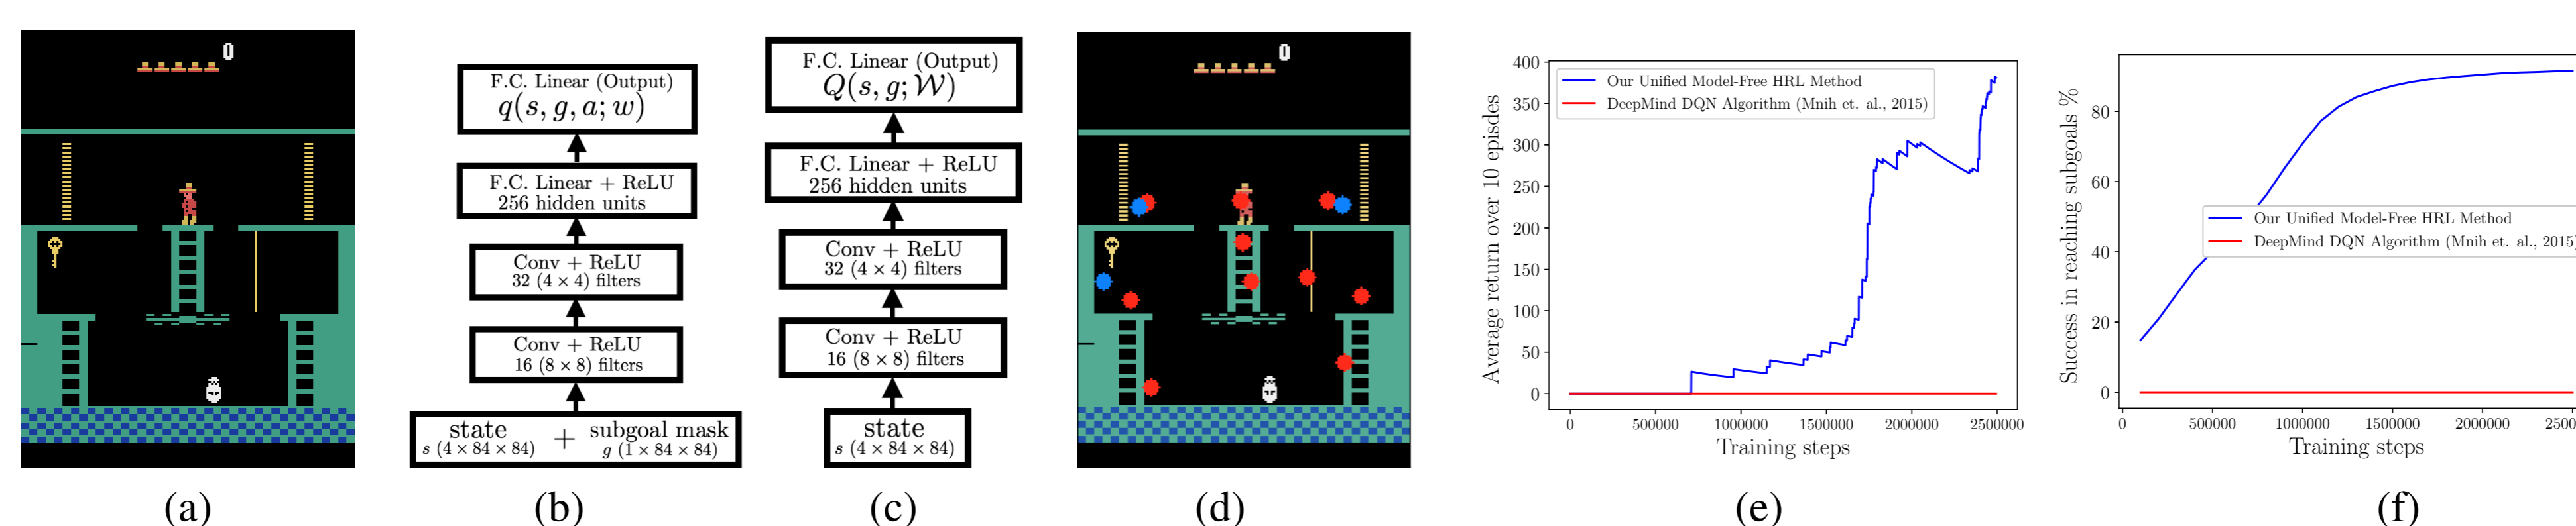 0
(a)
F.C. Linear (Output)
q(s, g, a; w)
F.C. Linear + ReLU
256 hidden units
Conv + ReLU
32 (4 × 4) filters
Conv + ReLU
16 (8 × 8) filters
state + subgoal mask
s (4 × 84 × 84) g (1 × 84 × 84)
(b)
F.C. Linear (Output)
Q(s, g; W)
F.C. Linear + ReLU
256 hidden units
Conv + ReLU
32 (4 × 4) filters
Conv + ReLU
16 (8 × 8) filters
state
s (4 × 84 × 84)
(c)
0
(d)
Average return over 10 episdes
400
350
300
250
200
150
100
50
0
Our Unified Model-Free HRL Method
DeepMind DQN Algorithm (Mnih et. al., 2015)
0 500000 1000000 1500000 2000000 2500000
Training steps
(e)
Success in reaching subgoals %
80
60
40
20
0
Our Unified Model-Free HRL Method
DeepMind DQN Algorithm (Mnih et. al., 2015)
0 500000 1000000 1500000 2000000 2500
Training steps
(f)